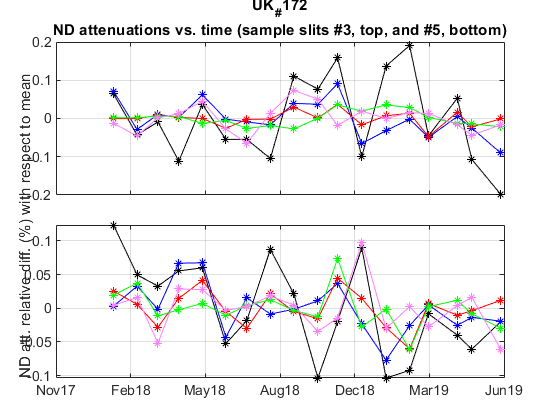 UK#172
ND attenuations vs. time (sample slits #3, top, and #5, bottom)
0.2
0.1
0
0.1
0.2
ND att. relative diff. (%) with respect to mean
0.1
0.05
0
0.05
0.1
Nov17 Feb18 May18 Aug18 Dec18 Mar19 Jun19